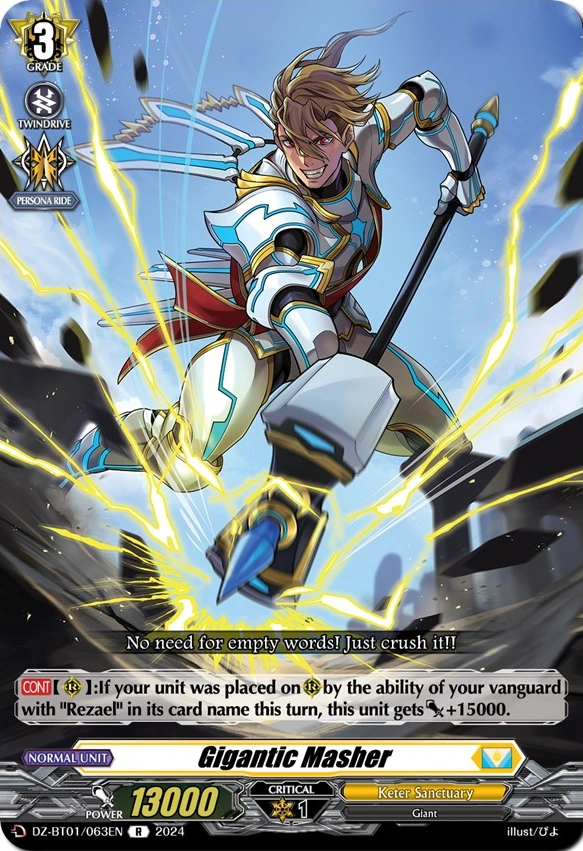 3
GRADE
TWINDRIVE
PERSONA RIDE
No need for empty words! Just crush it!!
CONT【 R 】:If your unit was placed on R by the ability of your vanguard
with "Rezael" in its card name this turn, this unit gets +15000.
NORMAL UNIT
Gigantic Masher
POWER 13000
CRITICAL
1
Keter Sanctuary
Giant
D DZ-BT01/063EN R 2024
illust/ぴよ